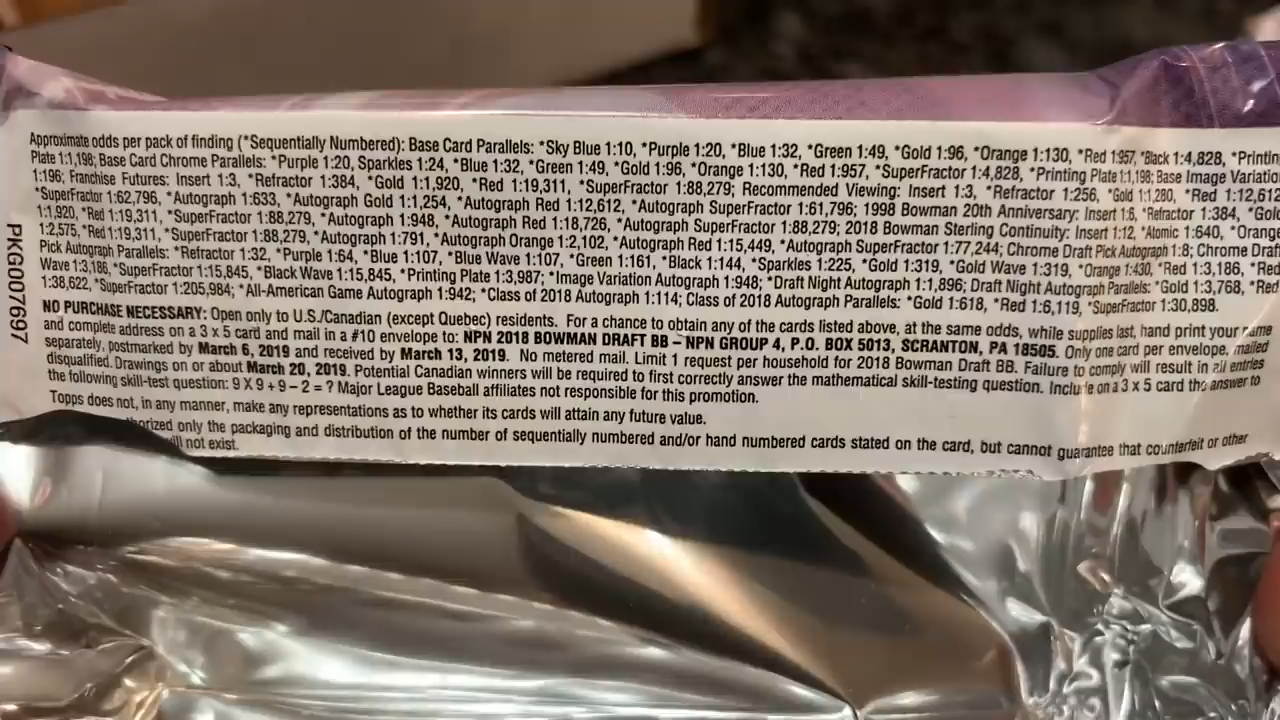 Approximate odds per pack of finding (*Sequentially Numbered): Base Card Parallels: *Sky Blue 1:10, *Purple 1:20, *Blue 1:32, *Green 1:49, *Gold 1:96, *Orange 1:130, *Red 1:957, *Black 1:4,828, *Printin
Plate 1:1,198; Base Card Chrome Parallels: *Purple 1:20, Sparkles 1:24, *Blue 1:32, *Green 1:49, *Gold 1:96, *Orange 1:130, *Red 1:957, *SuperFractor 1:4,828, *Printing Plate 1:1,198; Base Image Variatio
1:196; Franchise Futures: Insert 1:3, *Refractor 1:384, *Gold 1:1,920, *Red 1:19,311, *SuperFractor 1:88,279; Recommended Viewing: Insert 1:3, *Refractor 1:256, *Gold 1:1,280, *Red 1:12,612
*SuperFractor 1:62,796, *Autograph 1:633, *Autograph Gold 1:1,254, *Autograph Red 1:12,612, *Autograph SuperFractor 1:61,796; 1998 Bowman 20th Anniversary: Insert 1:6, *Refractor 1:384, *Gold
1:1,920, *Red 1:19,311, *SuperFractor 1:88,279, *Autograph 1:948, *Autograph Red 1:18,726, *Autograph SuperFractor 1:88,279; 2018 Bowman Sterling Continuity: Insert 1:12, *Atomic 1:640, *Orange
1:2,575, *Red 1:19,311, *SuperFractor 1:88,279, *Autograph 1:791, *Autograph Orange 1:2,102, *Autograph Red 1:15,449, *Autograph SuperFractor 1:77,244; Chrome Draft Pick Autograph 1:8; Chrome Draf
Pick Autograph Parallels: *Refractor 1:32, *Purple 1:64, *Blue 1:107, *Blue Wave 1:107, *Green 1:161, *Black 1:144, *Sparkles 1:225, *Gold 1:319, *Gold Wave 1:319, *Orange 1:430, *Red 1:3,186, *Red
Wave 1:3,186, *SuperFractor 1:15,845, *Black Wave 1:15,845, *Printing Plate 1:3,987; *Image Variation Autograph 1:948; *Draft Night Autograph 1:1,896; Draft Night Autograph Parallels: *Gold 1:3,768, *Red
1:38,622, *SuperFractor 1:205,984; *All-American Game Autograph 1:942; *Class of 2018 Autograph 1:114; Class of 2018 Autograph Parallels: *Gold 1:618, *Red 1:6,119, *SuperFractor 1:30,898.
NO PURCHASE NECESSARY: Open only to U.S./Canadian (except Quebec) residents. For a chance to obtain any of the cards listed above, at the same odds, while supplies last, hand print your name
and complete address on a 3 x 5 card and mail in a #10 envelope to: NPN 2018 BOWMAN DRAFT BB – NPN GROUP 4, P.O. BOX 5013, SCRANTON, PA 18505. Only one card per envelope, mailed
separately, postmarked by March 6, 2019 and received by March 13, 2019. No metered mail. Limit 1 request per household for 2018 Bowman Draft BB. Failure to comply will result in all entries
disqualified. Drawings on or about March 20, 2019. Potential Canadian winners will be required to first correctly answer the mathematical skill-testing question. Include on a 3 x 5 card the answer to
the following skill-test question: 9 X 9 + 9 – 2 = ? Major League Baseball affiliates not responsible for this promotion.
Topps does not, in any manner, make any representations as to whether its cards will attain any future value.
horized only the packaging and distribution of the number of sequentially numbered and/or hand numbered cards stated on the card, but cannot guarantee that counterfeit or other
will not exist.
PKG007697